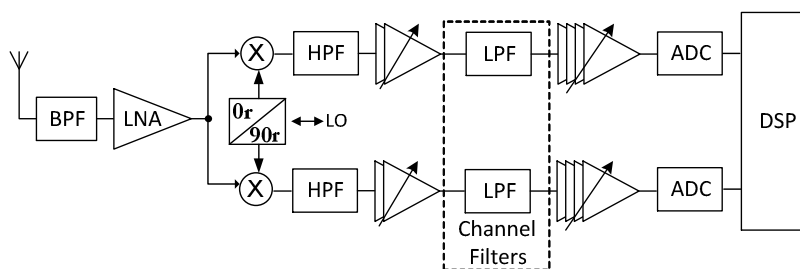 X HPF LPF ADC
BPF LNA 0r 90r LO DSP
X HPF LPF ADC
Channel
Filters